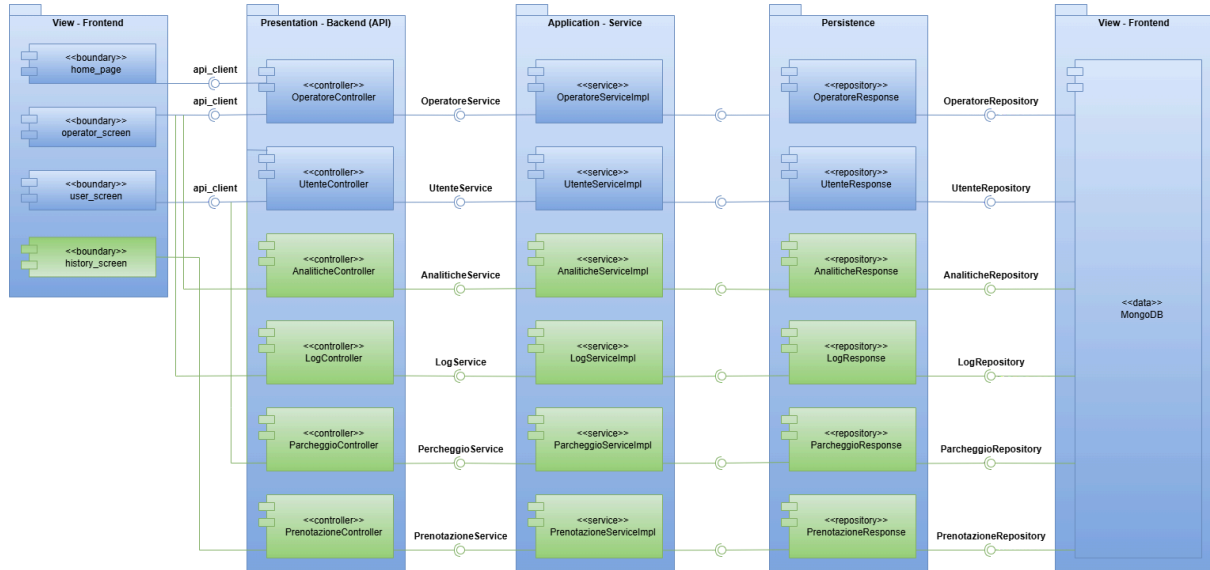 View - Frontend
<<boundary>>
home_page
<<boundary>>
operator_screen
<<boundary>>
user_screen
<<boundary>>
history_screen
api_client
api_client
api_client
Presentation - Backend (API)
<<controller>>
OperatoreController
<<controller>>
UtenteController
<<controller>>
AnaliticheController
<<controller>>
LogController
<<controller>>
ParcheggioController
<<controller>>
PrenotazioneController
OperatoreService
UtenteService
AnaliticheService
LogService
PercheggioService
PrenotazioneService
Application - Service
<<service>>
OperatoreServiceImpl
<<service>>
UtenteServiceImpl
<<service>>
AnaliticheServiceImpl
<<service>>
LogServiceImpl
<<service>>
ParcheggioServiceImpl
<<service>>
PrenotazioneServiceImpl
Persistence
<<repository>>
OperatoreResponse
<<repository>>
UtenteResponse
<<repository>>
AnaliticheResponse
<<repository>>
LogResponse
<<repository>>
ParcheggioResponse
<<repository>>
PrenotazioneResponse
OperatoreRepository
UtenteRepository
AnaliticheRepository
LogRepository
ParcheggioRepository
PrenotazioneRepository
View - Frontend
<<data>>
MongoDB